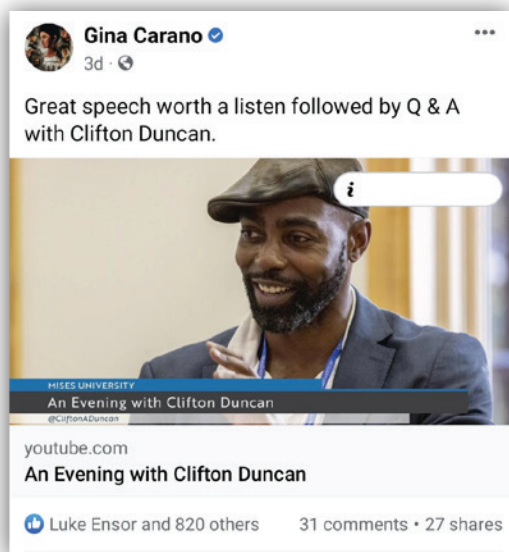 Gina Carano
3d
Great speech worth a listen followed by Q & A
with Clifton Duncan.
i
MISES UNIVERSITY
An Evening with Clifton Duncan
@CliftonADuncan
youtube.com
An Evening with Clifton Duncan
Luke Ensor and 820 others 31 comments • 27 shares